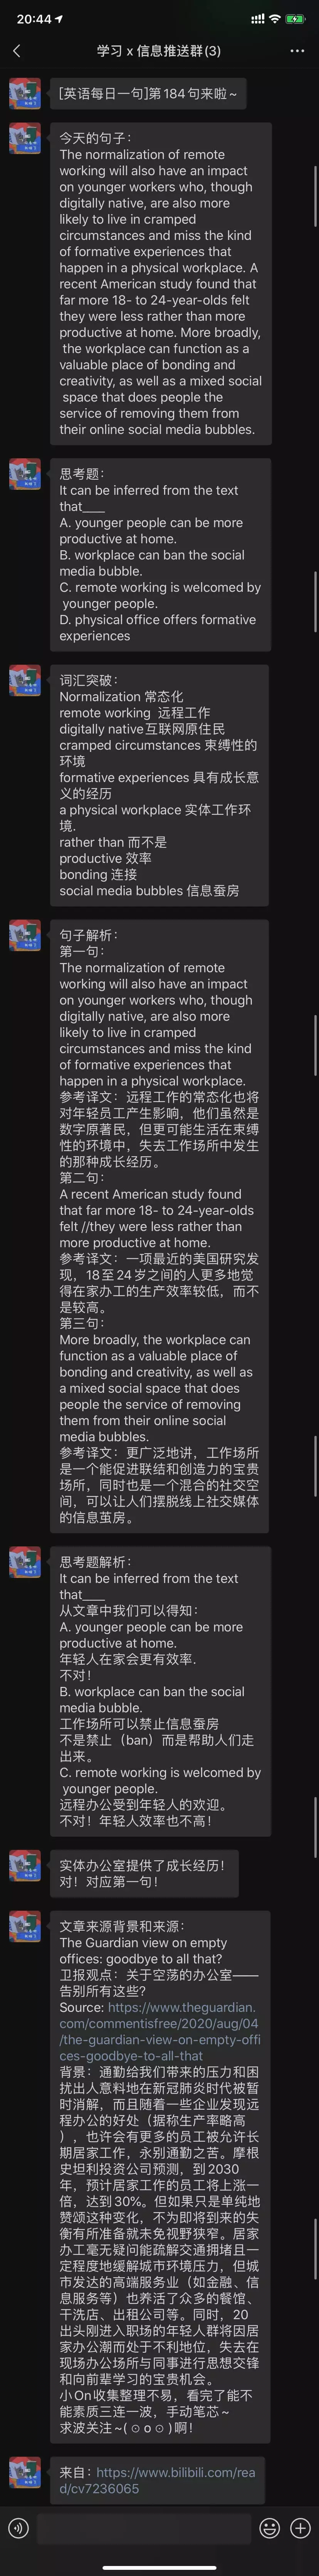 20:44
学习 x 信息推送群(3)
[英语每日一句]第184句来啦~
今天的句子：
The normalization of remote
working will also have an impact
on younger workers who, though
digitally native, are also more
likely to live in cramped
circumstances and miss the kind
of formative experiences that
happen in a physical workplace. A
recent American study found that
far more 18- to 24-year-olds felt
they were less rather than more
productive at home. More broadly,
the workplace can function as a
valuable place of bonding and
creativity, as well as a mixed social
space that does people the
service of removing them from
their online social media bubbles.
思考题：
It can be inferred from the text
that___
A. younger people can be more
productive at home.
B. workplace can ban the social
media bubble.
C. remote working is welcomed by
younger people.
D. physical office offers formative
experiences
词汇突破：
Normalization 常态化
remote working 远程工作
digitally native互联网原住民
cramped circumstances 束缚性的
环境
formative experiences 具有成长意
义的经历
a physical workplace 实体工作环
境.
rather than 而不是
productive 效率
bonding 连接
social media bubbles 信息蚕房
句子解析：
第一句：
The normalization of remote
working will also have an impact
on younger workers who, though
digitally native, are also more
likely to live in cramped
circumstances and miss the kind
of formative experiences that
happen in a physical workplace.
参考译文：远程工作的常态化也将
对年轻员工产生影响，他们虽然是
数字原著民，但更可能生活在束缚
性的环境中，失去工作场所中发生
的那种成长经历。
第二句：
A recent American study found
that far more 18- to 24-year-olds
felt //they were less rather than
more productive at home.
参考译文：一项最近的美国研究发
现，18至24岁之间的人更多地觉
得在家办工的生产效率较低，而不
是较高。
第三句：
More broadly, the workplace can
function as a valuable place of
bonding and creativity, as well as
a mixed social space that does
people the service of removing
them from their online social
media bubbles.
参考译文：更广泛地讲，工作场所
是一个能促进联结和创造力的宝贵
场所，同时也是一个混合的社交空
间，可以让人们摆脱线上社交媒体
的信息茧房。
思考题解析：
It can be inferred from the text
that___
从文章中我们可以得知：
A. younger people can be more
productive at home.
年轻人在家会更有效率.
不对！
B. workplace can ban the social
media bubble.
工作场所可以禁止信息蚕房
不是禁止（ban）而是帮助人们走
出来。
C. remote working is welcomed by
younger people.
远程办公受到年轻人的欢迎。
不对！年轻人效率也不高！
实体办公室提供了成长经历！
对！对应第一句！
文章来源背景和来源：
The Guardian view on empty
offices: goodbye to all that?
卫报观点：关于空荡的办公室——
告别所有这些？
Source: https://www.theguardian.
com/commentisfree/2020/aug/04
/the-guardian-view-on-empty-offi
ces-goodbye-to-all-that
背景：通勤给我们带来的压力和困
扰出人意料地在新冠肺炎时代被暂
时消解，而且随着一些企业发现远
程办公的好处（据称生产率略高
），也许会有更多的员工被允许长
期居家工作，永别通勤之苦。摩根
史坦利投资公司预测，到2030
年，预计居家工作的员工将上涨一
倍，达到30%。但如果只是单纯地
赞颂这种变化，不为即将到来的失
衡有所准备就未免视野狭窄。居家
办工毫无疑问能疏解交通拥堵且一
定程度地缓解城市环境压力，但城
市发达的高端服务业（如金融、信
息服务等）也养活了众多的餐馆、
干洗店、出租公司等。同时，20
出头刚进入职场的年轻人群将因居
家办公潮而处于不利地位，失去在
现场办公场所与同事进行思想交锋
和向前辈学习的宝贵机会。
小On收集整理不易，看完了能不
能素质三连一波，手动笔芯~
求波关注~(⊙o⊙)啊！
来自：https://www.bilibili.com/rea
d/cv7236065